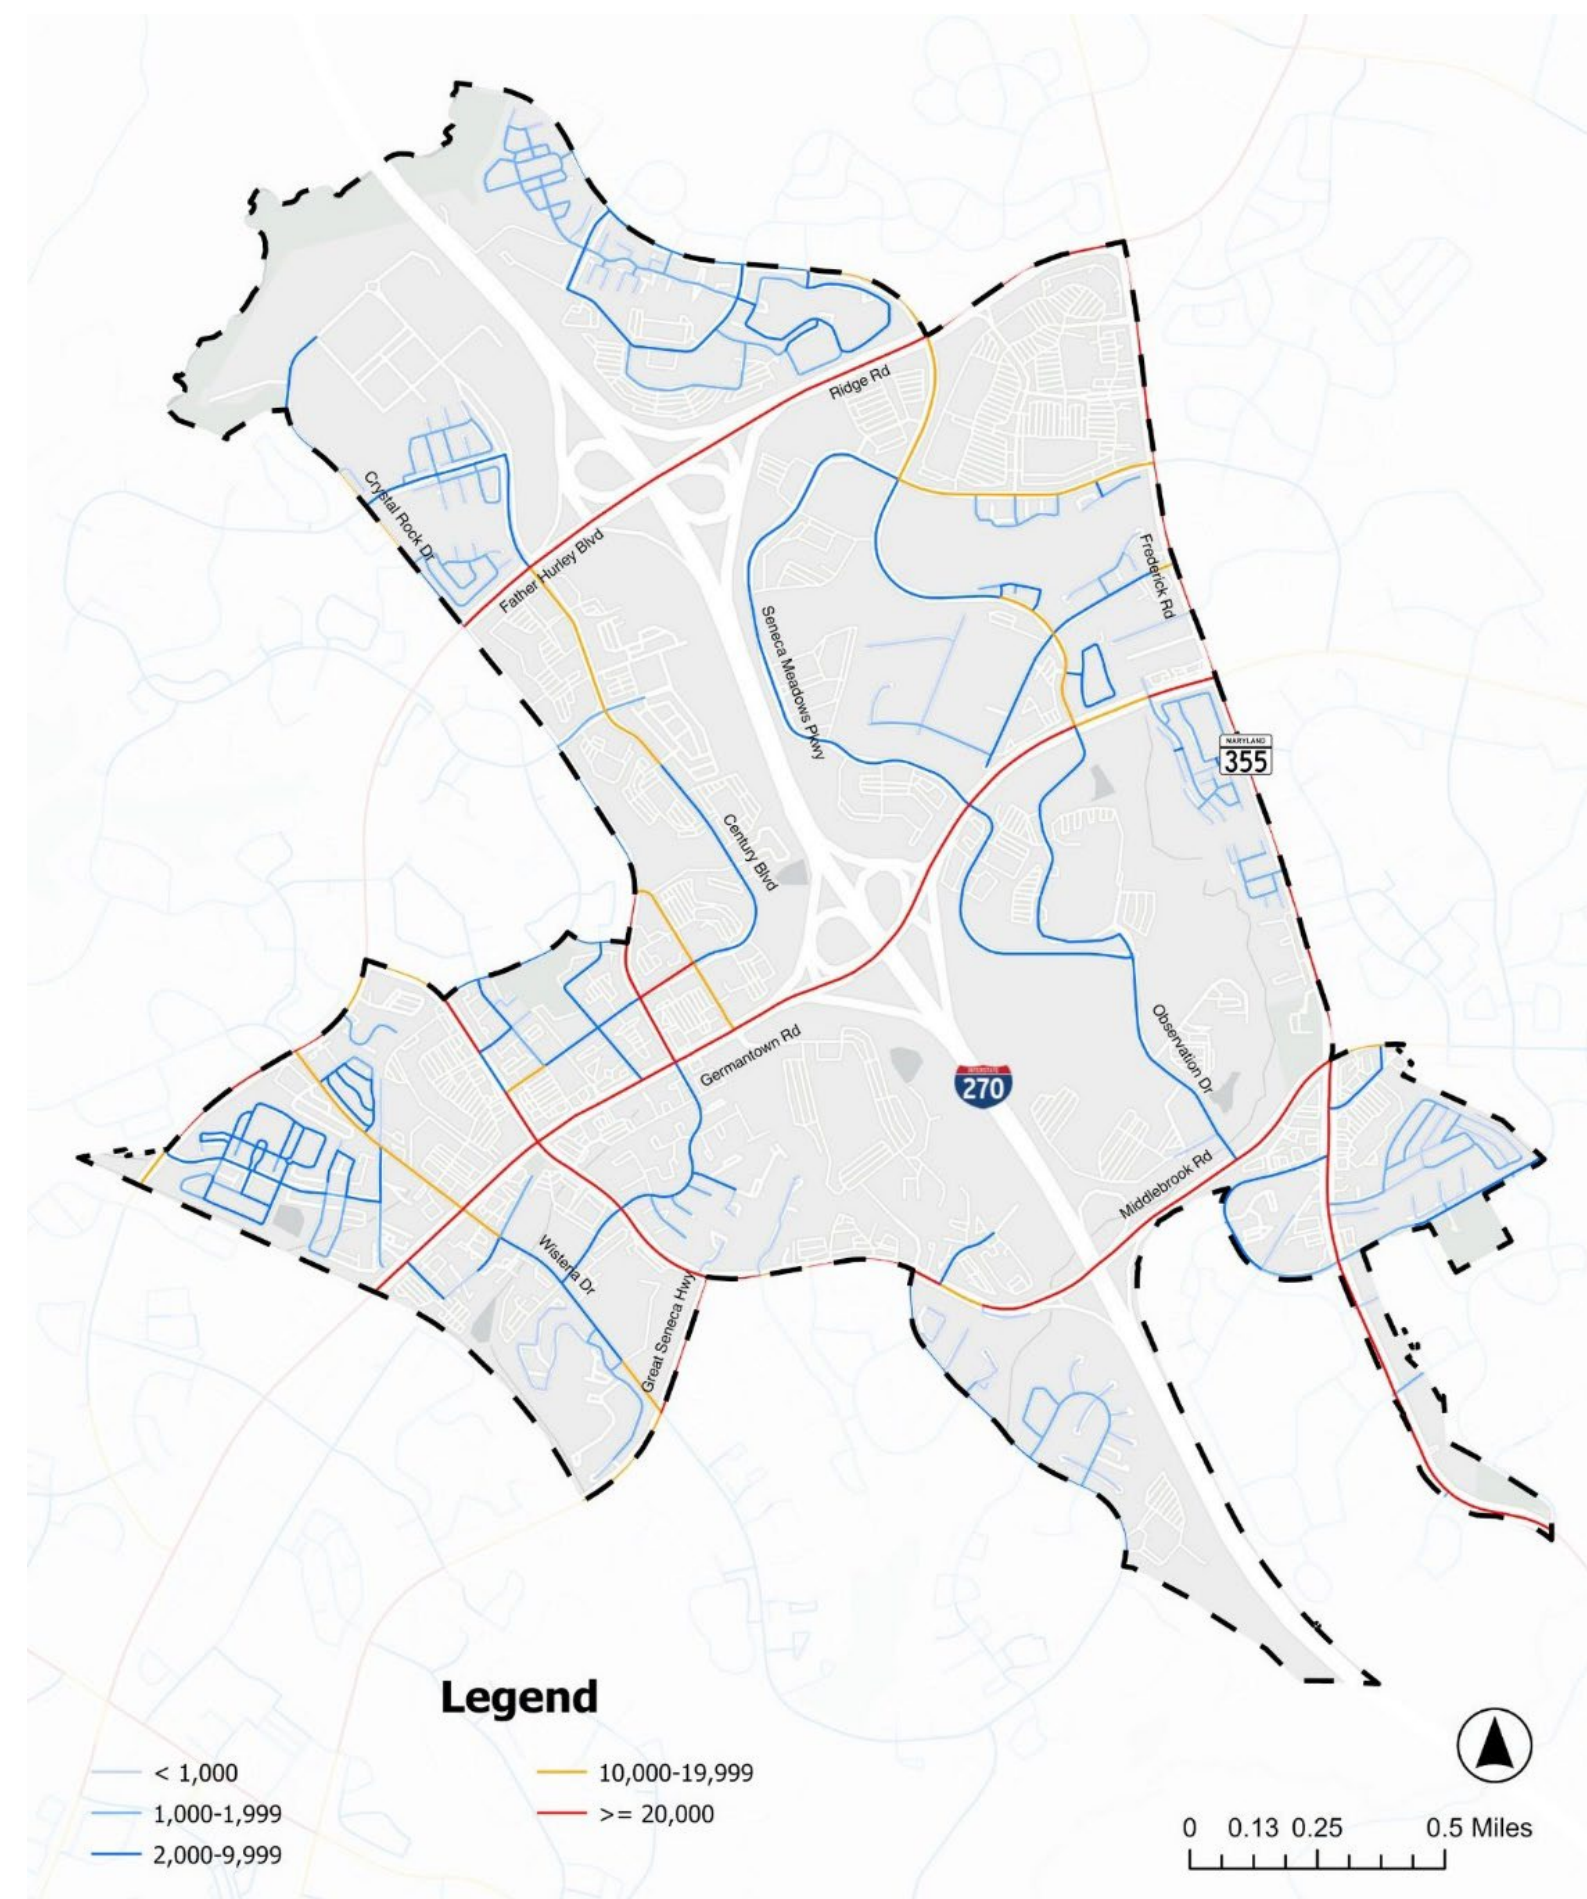 Ridge Rd
Crystal Rock Dr
Father Hurley Blvd
Frederick Rd
Seneca Meadows Pkwy
MARYLAND
355
Century Blvd
Observation Dr
Germantown Rd
INTERSTATE
270
Middlebrook Rd
Wisteria Dr
Great Seneca Hwy
Legend
< 1,000
1,000-1,999
2,000-9,999
10,000-19,999
>= 20,000
0 0.13 0.25 0.5 Miles